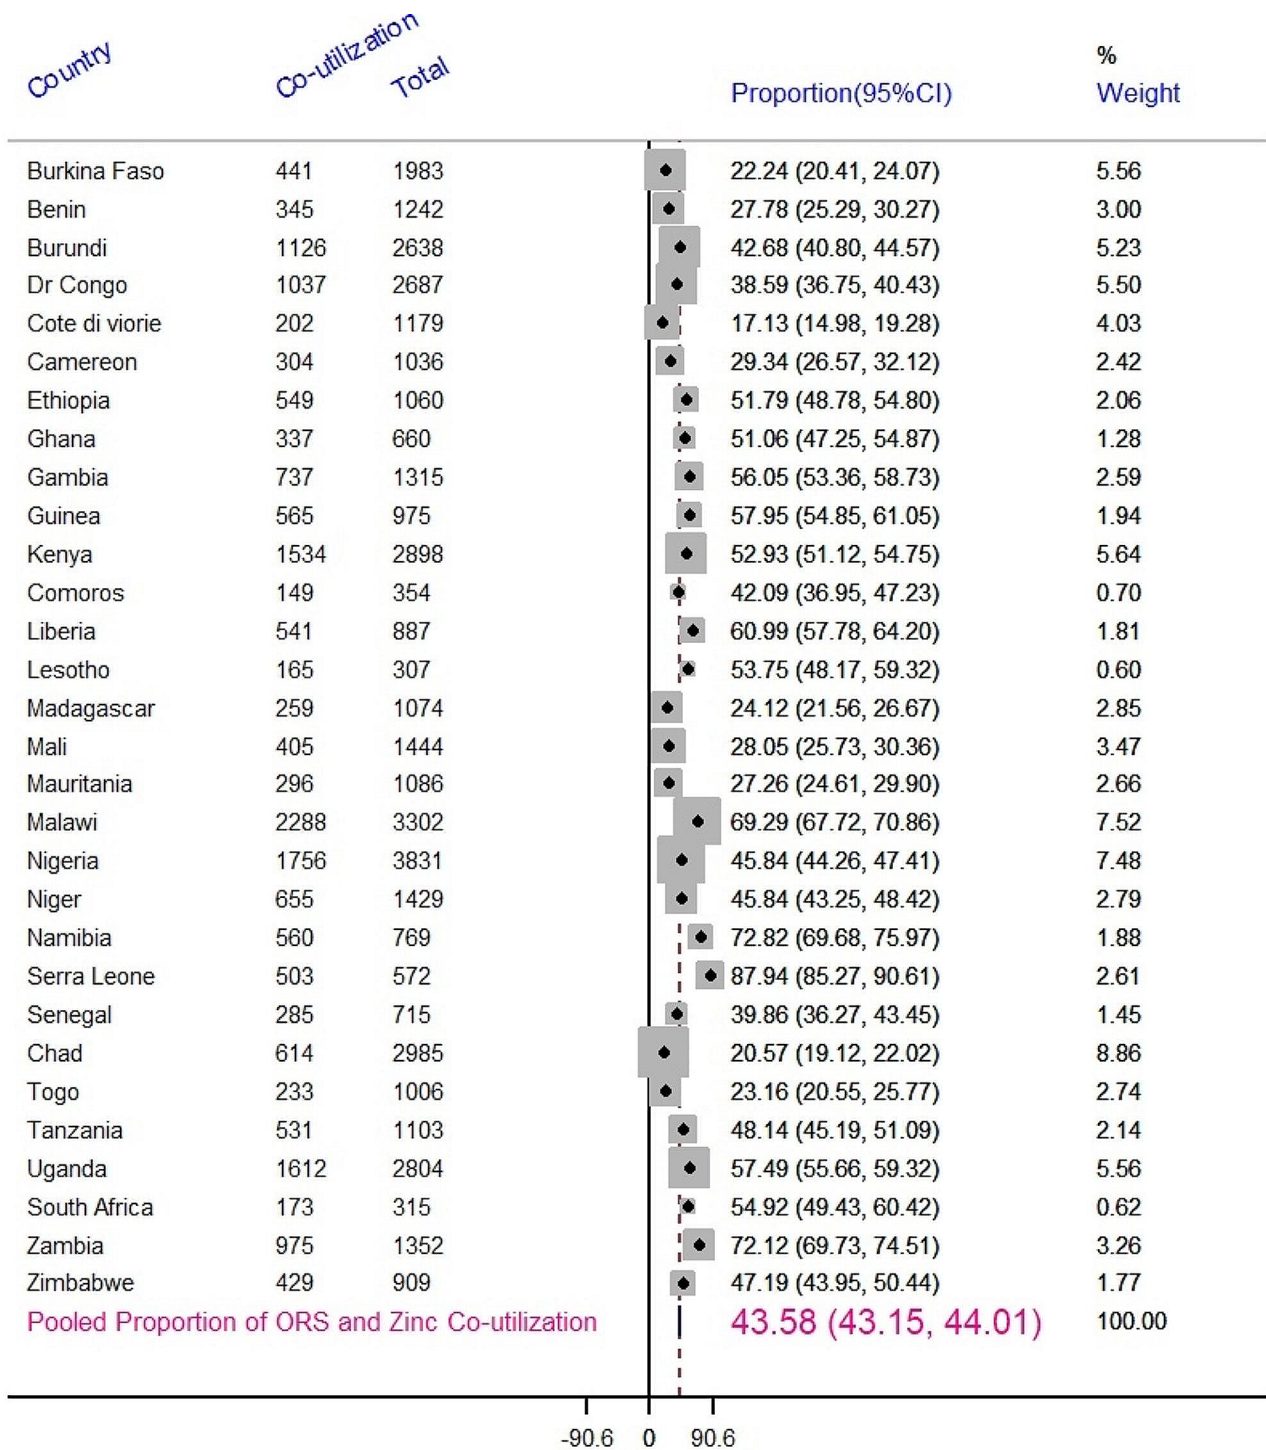 Country Co-utilization Total Proportion(95%CI) % Weight
Burkina Faso 441 1983 22.24 (20.41, 24.07) 5.56
Benin 345 1242 27.78 (25.29, 30.27) 3.00
Burundi 1126 2638 42.68 (40.80, 44.57) 5.23
Dr Congo 1037 2687 38.59 (36.75, 40.43) 5.50
Cote di viorie 202 1179 17.13 (14.98, 19.28) 4.03
Camereon 304 1036 29.34 (26.57, 32.12) 2.42
Ethiopia 549 1060 51.79 (48.78, 54.80) 2.06
Ghana 337 660 51.06 (47.25, 54.87) 1.28
Gambia 737 1315 56.05 (53.36, 58.73) 2.59
Guinea 565 975 57.95 (54.85, 61.05) 1.94
Kenya 1534 2898 52.93 (51.12, 54.75) 5.64
Comoros 149 354 42.09 (36.95, 47.23) 0.70
Liberia 541 887 60.99 (57.78, 64.20) 1.81
Lesotho 165 307 53.75 (48.17, 59.32) 0.60
Madagascar 259 1074 24.12 (21.56, 26.67) 2.85
Mali 405 1444 28.05 (25.73, 30.36) 3.47
Mauritania 296 1086 27.26 (24.61, 29.90) 2.66
Malawi 2288 3302 69.29 (67.72, 70.86) 7.52
Nigeria 1756 3831 45.84 (44.26, 47.41) 7.48
Niger 655 1429 45.84 (43.25, 48.42) 2.79
Namibia 560 769 72.82 (69.68, 75.97) 1.88
Serra Leone 503 572 87.94 (85.27, 90.61) 2.61
Senegal 285 715 39.86 (36.27, 43.45) 1.45
Chad 614 2985 20.57 (19.12, 22.02) 8.86
Togo 233 1006 23.16 (20.55, 25.77) 2.74
Tanzania 531 1103 48.14 (45.19, 51.09) 2.14
Uganda 1612 2804 57.49 (55.66, 59.32) 5.56
South Africa 173 315 54.92 (49.43, 60.42) 0.62
Zambia 975 1352 72.12 (69.73, 74.51) 3.26
Zimbabwe 429 909 47.19 (43.95, 50.44) 1.77
Pooled Proportion of ORS and Zinc Co-utilization 43.58 (43.15, 44.01) 100.00
-90.6 0 90.6